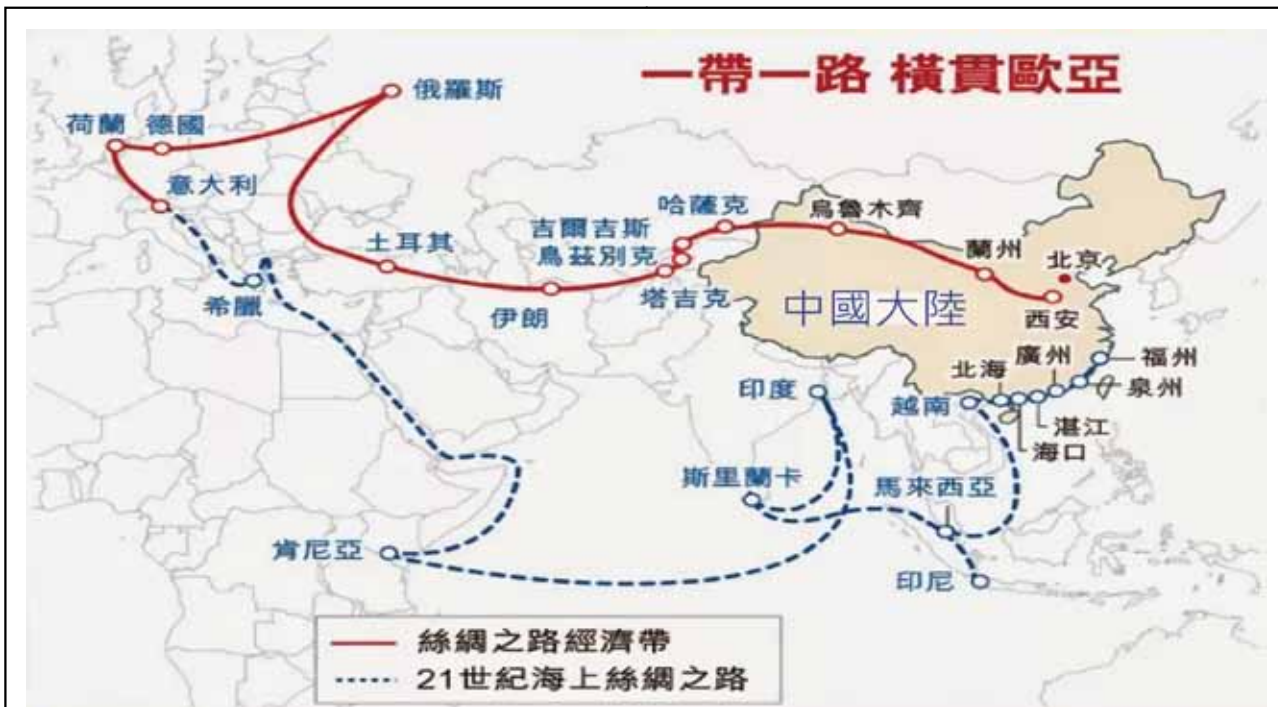 一帶一路 橫貫歐亞
俄羅斯
荷蘭 德國
意大利
哈薩克
烏魯木齊
吉爾吉斯
烏茲別克
土耳其
蘭州
北京
希臘
伊朗
塔吉克
中國大陸
西安
廣州
福州
北海
印度
越南
泉州
湛江
海口
斯里蘭卡
馬來西亞
肯尼亞
印尼
絲綢之路經濟帶
21世紀海上絲綢之路